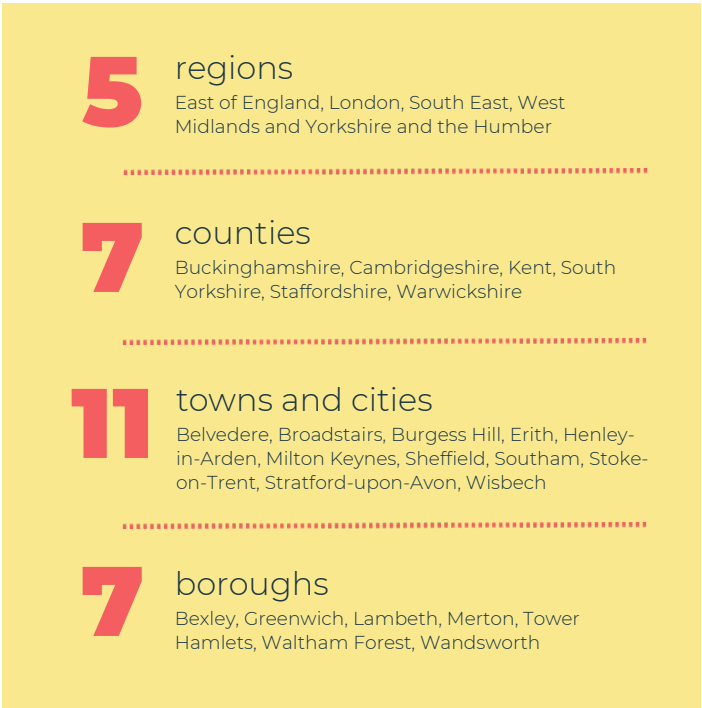 5 regions
East of England, London, South East, West
Midlands and Yorkshire and the Humber
7 counties
Buckinghamshire, Cambridgeshire, Kent, South
Yorkshire, Staffordshire, Warwickshire
11 towns and cities
Belvedere, Broadstairs, Burgess Hill, Erith, Henley-
in-Arden, Milton Keynes, Sheffield, Southam, Stoke-
on-Trent, Stratford-upon-Avon, Wisbech
7 boroughs
Bexley, Greenwich, Lambeth, Merton, Tower
Hamlets, Waltham Forest, Wandsworth